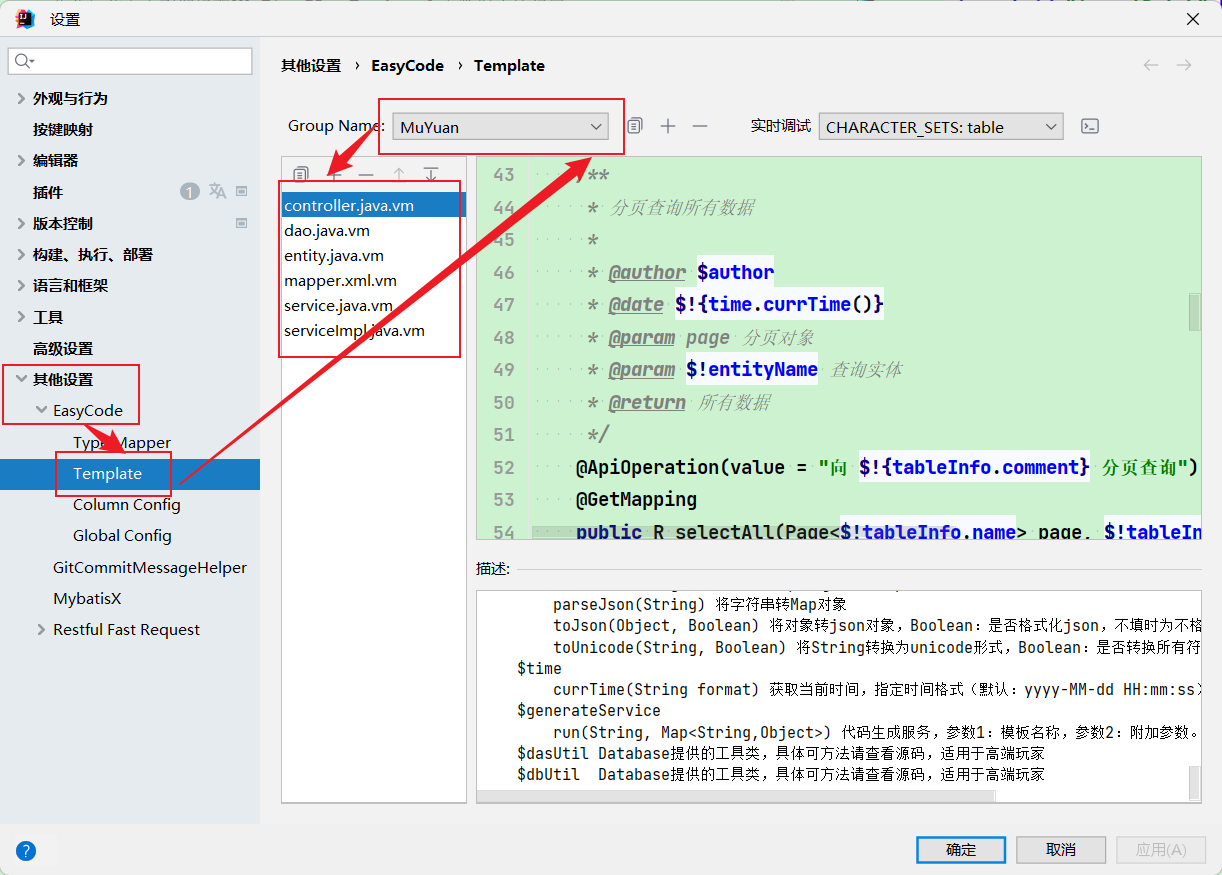 设置
其他设置 › EasyCode › Template
外观与行为
按键映射
编辑器
插件 1
版本控制
构建、执行、部署
语言和框架
工具
高级设置
其他设置
EasyCode
Type Mapper
Template
Column Config
Global Config
GitCommitMessageHelper
MybatisX
Restful Fast Request
Group Name: MuYuan 实时调试 CHARACTER_SETS: table
controller.java.vm
dao.java.vm
entity.java.vm
mapper.xml.vm
service.java.vm
serviceImpl.java.vm
43 /**
44 * 分页查询所有数据
45 *
46 * @author $author
47 * @date $!{time.currTime()}
48 * @param page 分页对象
49 * @param $!entityName 查询实体
50 * @return 所有数据
51 */
52 @ApiOperation(value = "向 $!{tableInfo.comment} 分页查询")
53 @GetMapping
54 public R selectAll(Page<$!tableInfo.name> page, $!tableIn
描述:
parseJson(String) 将字符串转Map对象
toJson(Object, Boolean) 将对象转json对象，Boolean：是否格式化json，不填时为不格
toUnicode(String, Boolean) 将String转换为unicode形式，Boolean：是否转换所有符
$time
currTime(String format) 获取当前时间，指定时间格式（默认：yyyy-MM-dd HH:mm:ss）
$generateService
run(String, Map<String,Object>) 代码生成服务，参数1：模板名称，参数2：附加参数。
$dasUtil Database提供的工具类，具体可方法请查看源码，适用于高端玩家
$dbUtil Database提供的工具类，具体可方法请查看源码，适用于高端玩家
?
确定 取消 应用(A)